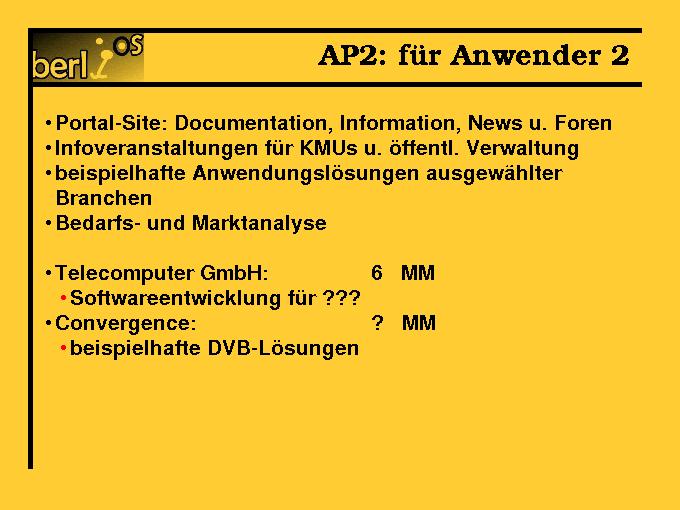 berlios
AP2: für Anwender 2
•Portal-Site: Documentation, Information, News u. Foren
•Infoveranstaltungen für KMUs u. öffentl. Verwaltung
•beispielhafte Anwendungslösungen ausgewählter
Branchen
•Bedarfs- und Marktanalyse
•Telecomputer GmbH: 6 MM
•Softwareentwicklung für ???
•Convergence: ? MM
•beispielhafte DVB-Lösungen